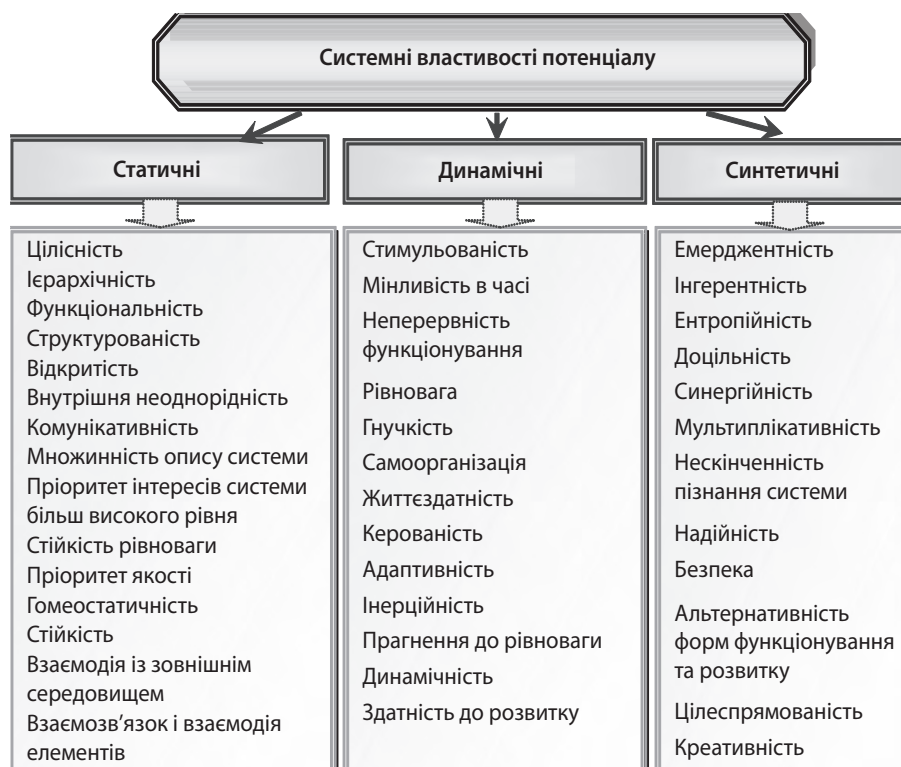 Системні властивості потенціалу
Статичні
Динамічні
Синтетичні
Цілісність
Ієрархічність
Функціональність
Структурованість
Відкритість
Внутрішня неоднорідність
Комунікативність
Множинність опису системи
Пріоритет інтересів системи
більш високого рівня
Стійкість рівноваги
Пріоритет якості
Гомеостатичність
Стійкість
Взаємодія із зовнішнім
середовищем
Взаємозв'язок і взаємодія
елементів
Стимульованість
Мінливість в часі
Неперервність
функціонування
Рівновага
Гнучкість
Самоорганізація
Життєздатність
Керованість
Адаптивність
Інерційність
Прагнення до рівноваги
Динамічність
Здатність до розвитку
Емерджентність
Інгерентність
Ентропійність
Доцільність
Синергійність
Мультиплікативність
Нескінченність
пізнання системи
Надійність
Безпека
Альтернативність
форм функціонування
та розвитку
Цілеспрямованість
Креативність